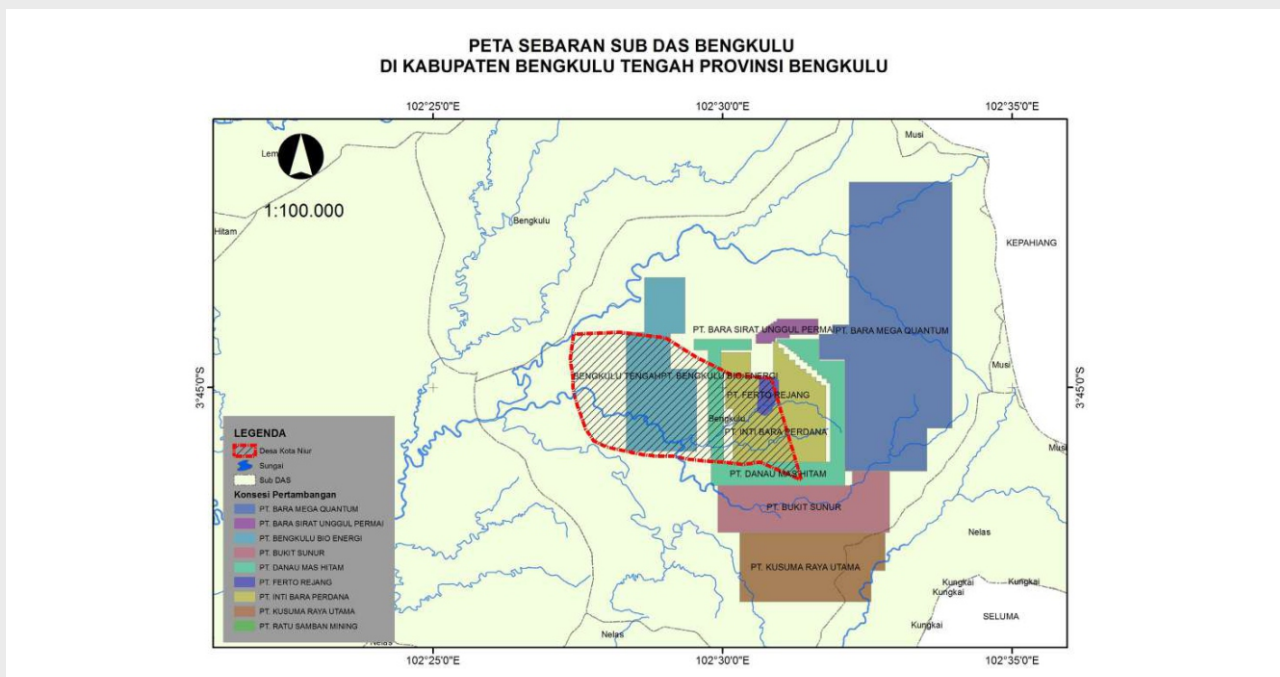 PETA SEBARAN SUB DAS BENGKULU
DI KABUPATEN BENGKULU TENGAH PROVINSI BENGKULU
102°25'0"E
102°30'0"E
102°35'0"E
Musi
Lem
1:100.000
Bengkulu
Hitam
KEPAHIANG
PT. BARA SIRAT UNGGUL PERMAI
PT. BARA MEGA QUANTUM
Musi
BENGKULU TENGAH
PT. BENGKULU BIO ENERGI
3°45'0"S
3°45'0"S
PT. FERTO REJANG
Bengkulu
PT. INTI BARA PERDANA
Musi
PT. DANAU MAS HITAM
PT. BUKIT SUNUR
Nelas
PT. KUSUMA RAYA UTAMA
Kungkai
Kungkai
Kungkai
SELUMA
Kungkai
Nelas
Nelas
LEGENDA
Desa Kota Niur
Sungai
Sub DAS
Konsesi Pertambangan
PT. BARA MEGA QUANTUM
PT. BARA SIRAT UNGGUL PERMAI
PT. BENGKULU BIO ENERGI
PT. BUKIT SUNUR
PT. DANAU MAS HITAM
PT. FERTO REJANG
PT. INTI BARA PERDANA
PT. KUSUMA RAYA UTAMA
PT. RATU SAMBAN MINING
102°25'0"E
102°30'0"E
102°35'0"E